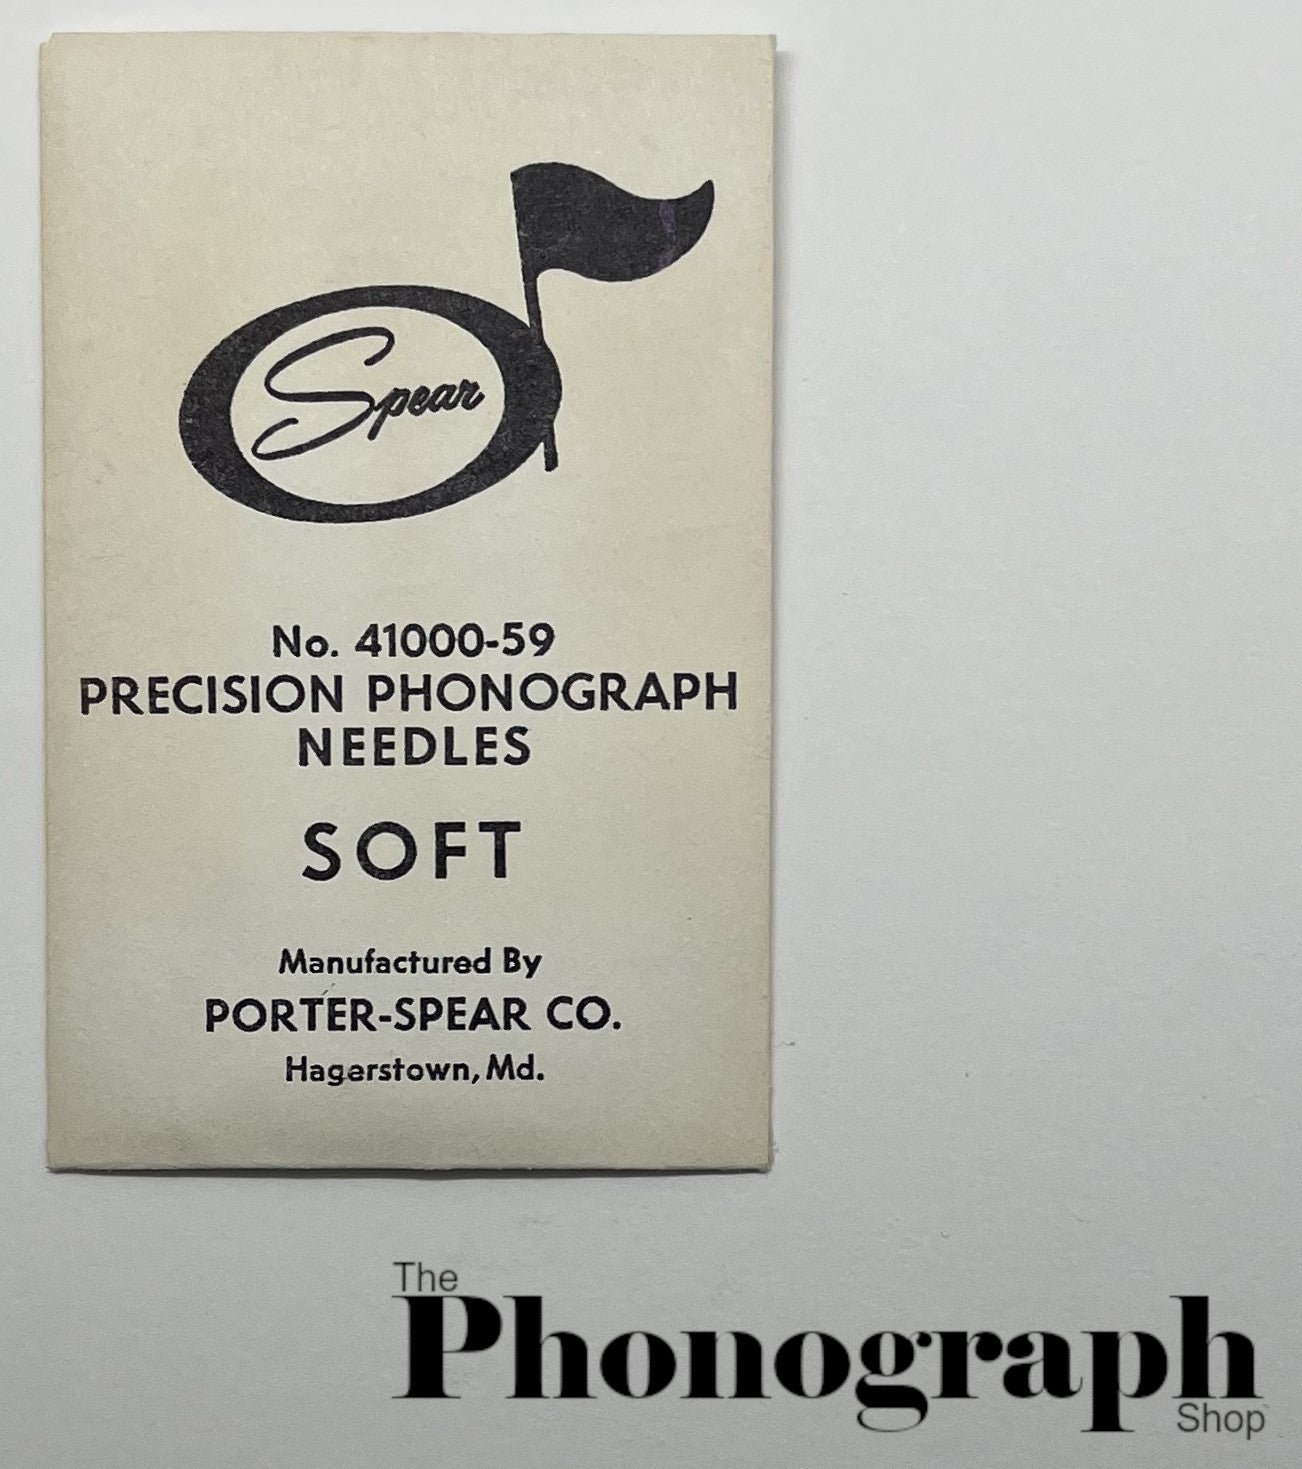 Spear
No. 41000-59
PRECISION PHONOGRAPH
NEEDLES
SOFT
Manufactured By
PORTER-SPEAR CO.
Hagerstown, Md.
The
Phonograph
Shop